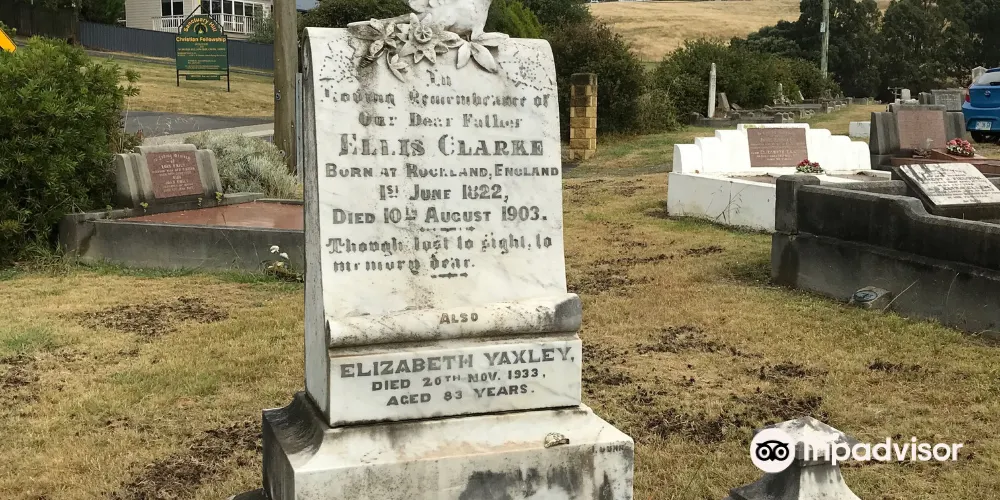 In
Loving Remembrance of
Our Dear Father
ELLIS CLARKE
BORN AT ROCKLAND, ENGLAND
1ST JUNE 1822,
DIED 10TH AUGUST 1903.
Though lost to sight, to
memory dear.
ALSO
ELIZABETH YAXLEY,
DIED 20TH NOV. 1933,
AGED 83 YEARS.
Christian Fellowship
Tripadvisor